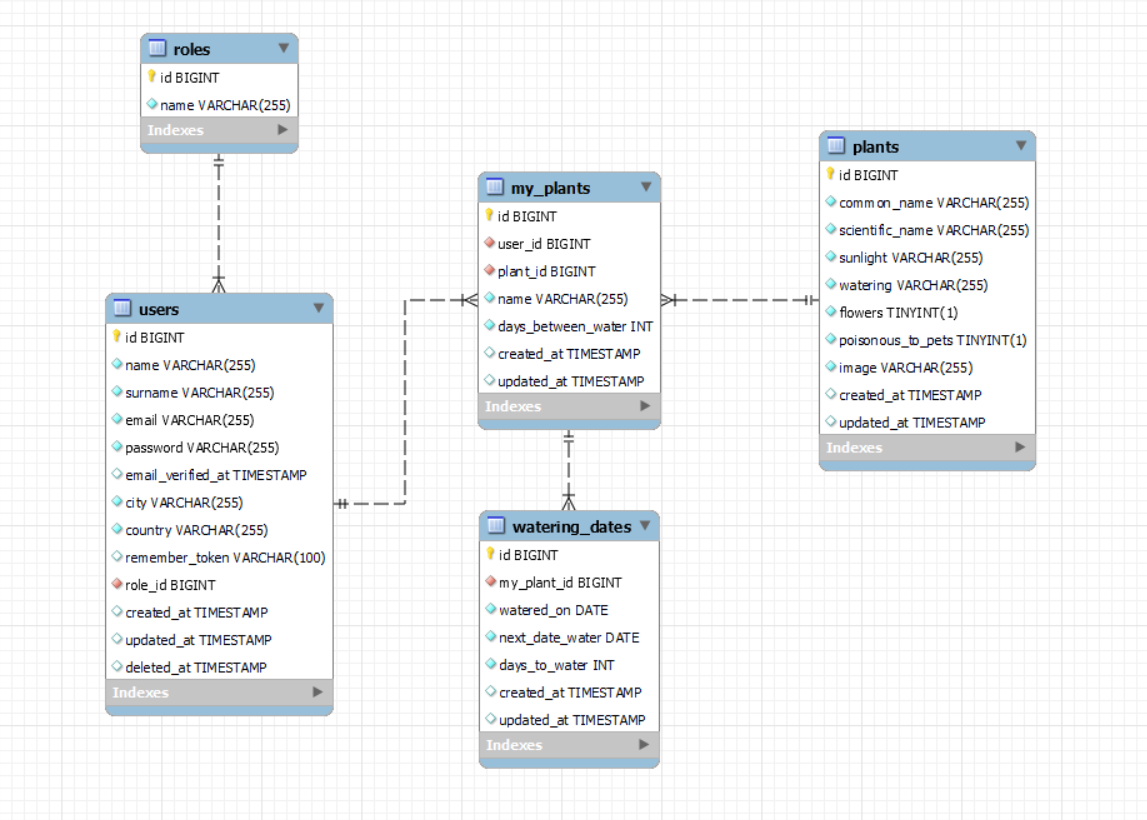 roles
id BIGINT
name VARCHAR(255)
Indexes
users
id BIGINT
name VARCHAR(255)
surname VARCHAR(255)
email VARCHAR(255)
password VARCHAR(255)
email_verified_at TIMESTAMP
city VARCHAR(255)
country VARCHAR(255)
remember_token VARCHAR(100)
role_id BIGINT
created_at TIMESTAMP
updated_at TIMESTAMP
deleted_at TIMESTAMP
Indexes
my_plants
id BIGINT
user_id BIGINT
plant_id BIGINT
name VARCHAR(255)
days_between_water INT
created_at TIMESTAMP
updated_at TIMESTAMP
Indexes
watering_dates
id BIGINT
my_plant_id BIGINT
watered_on DATE
next_date_water DATE
days_to_water INT
created_at TIMESTAMP
updated_at TIMESTAMP
Indexes
plants
id BIGINT
common_name VARCHAR(255)
scientific_name VARCHAR(255)
sunlight VARCHAR(255)
watering VARCHAR(255)
flowers TINYINT(1)
poisonous_to_pets TINYINT(1)
image VARCHAR(255)
created_at TIMESTAMP
updated_at TIMESTAMP
Indexes